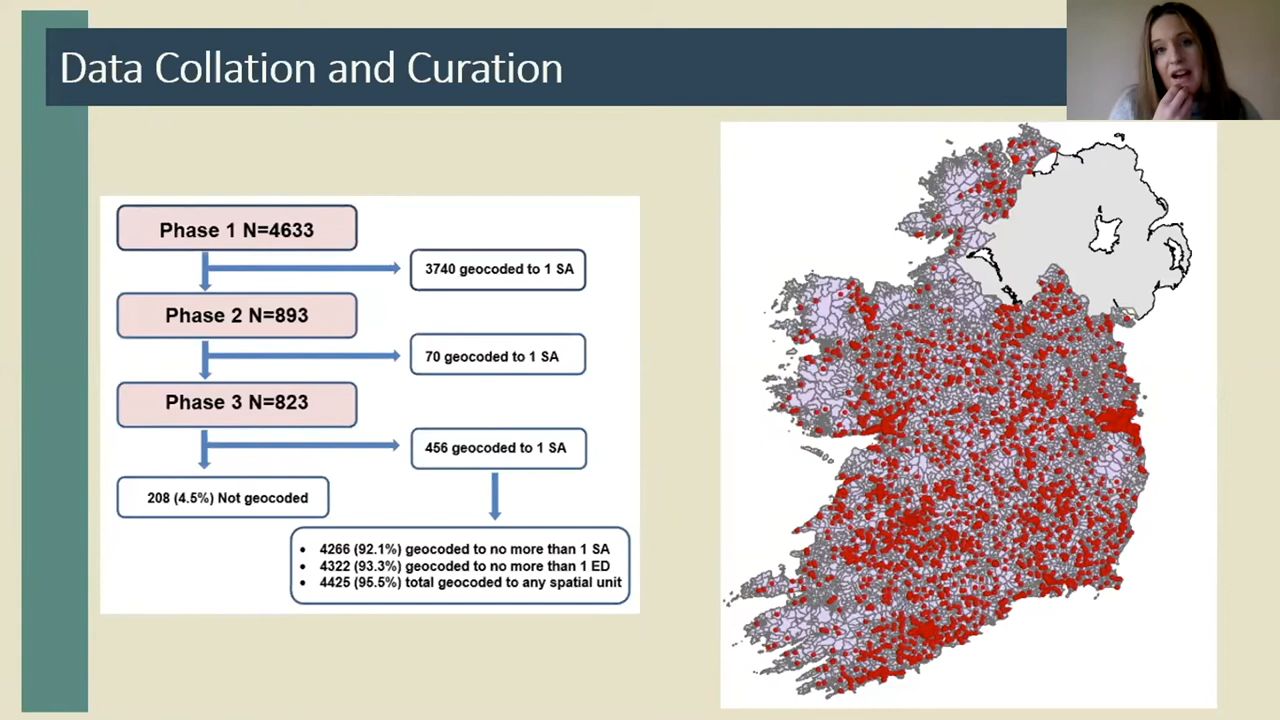 Data Collation and Curation
Phase 1 N=4633
3740 geocoded to 1 SA
Phase 2 N=893
70 geocoded to 1 SA
Phase 3 N=823
456 geocoded to 1 SA
208 (4.5%) Not geocoded
• 4266 (92.1%) geocoded to no more than 1 SA
• 4322 (93.3%) geocoded to no more than 1 ED
• 4425 (95.5%) total geocoded to any spatial unit